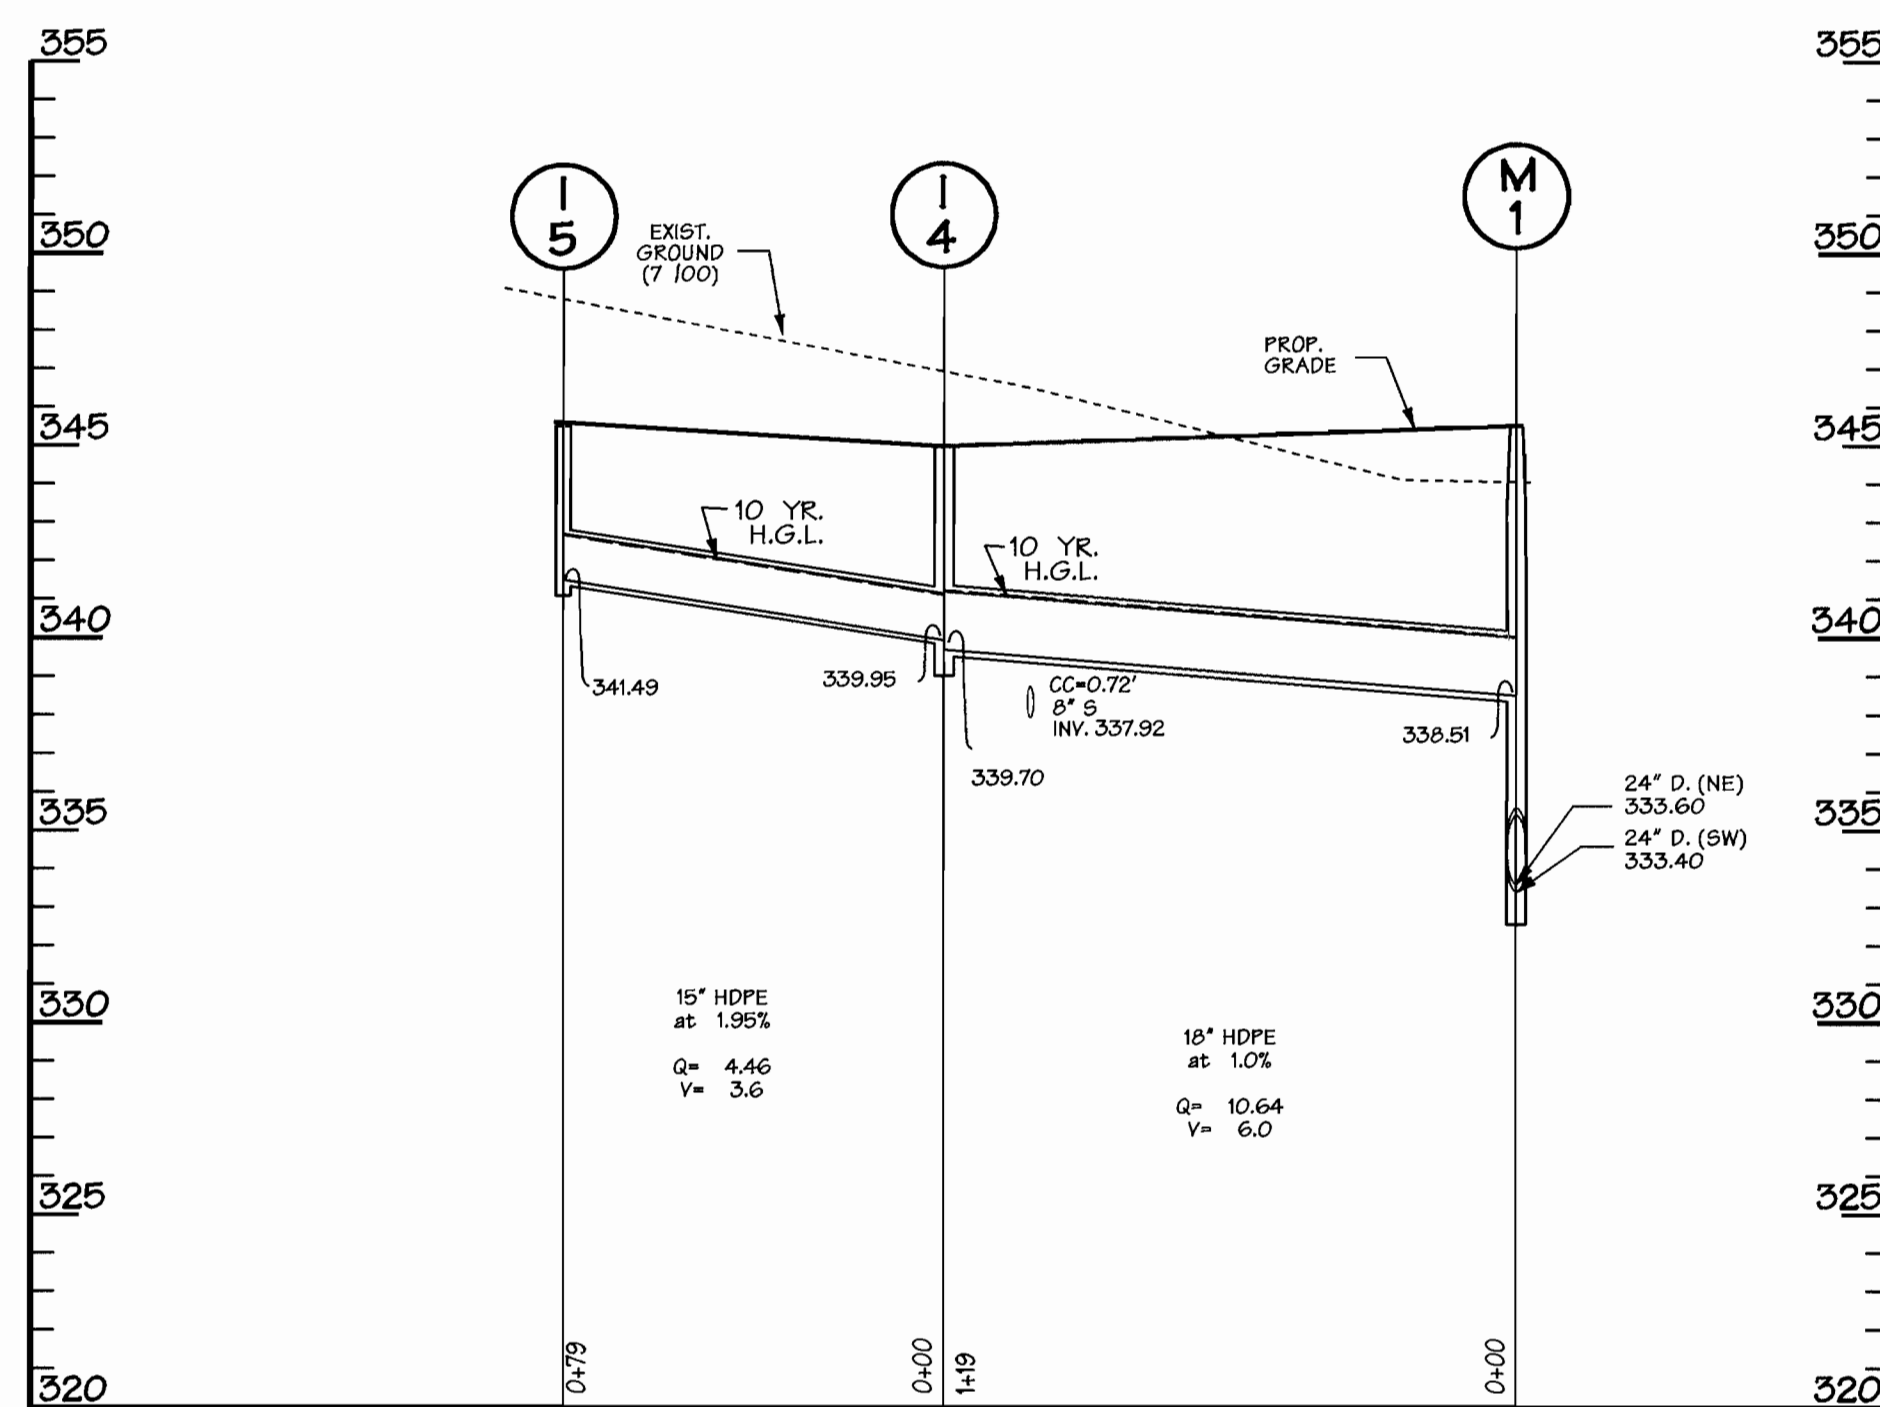 355
350
345
340
335
330
325
320
I
5
I
4
M
1
EXIST.
GROUND
(7 /00)
PROP.
GRADE
10 YR.
H.G.L.
10 YR.
H.G.L.
341.49
339.95
339.70
CC=0.72'
8" S
INV. 337.92
338.51
24" D. (NE)
333.60
24" D. (SW)
333.40
15" HDPE
at 1.95%
Q= 4.46
V= 3.6
18" HDPE
at 1.0%
Q= 10.64
V= 6.0
0+79
0+00
1+19
0+00
355
350
345
340
335
330
325
320